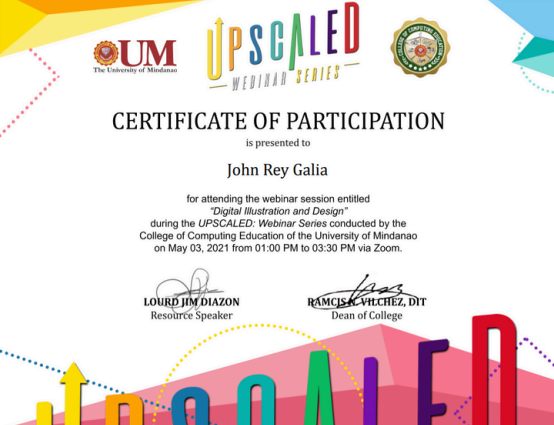 UM
The University of Mindanao
UPSCALED
WEBINAR SERIES
COLLEGE OF COMPUTING EDUCATION
CERTIFICATE OF PARTICIPATION
is presented to
John Rey Galia
for attending the webinar session entitled
“Digital Illustration and Design”
during the UPSCALED: Webinar Series conducted by the
College of Computing Education of the University of Mindanao
on May 03, 2021 from 01:00 PM to 03:30 PM via Zoom.
LOURD JIM DIAZON
Resource Speaker
RAMCIS N. VILCHEZ, DIT
Dean of College
UPSCALED